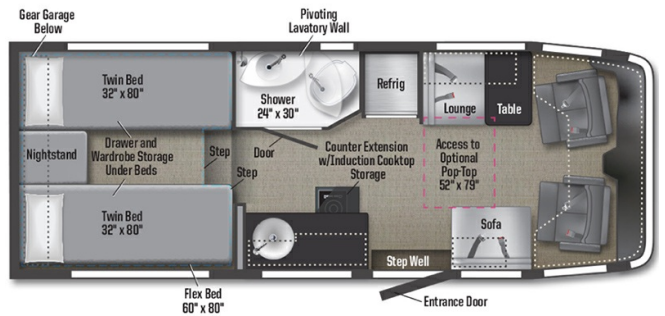 Gear Garage
Below
Pivoting
Lavatory Wall
Twin Bed
32" x 80"
Shower
24" x 30"
Refrig
Lounge
Table
Nightstand
Drawer and
Wardrobe Storage
Under Beds
Step
Door
Step
Counter Extension
w/Induction Cooktop
Storage
Access to
Optional
Pop-Top
52" x 79"
Twin Bed
32" x 80"
Sofa
Step Well
Flex Bed
60" x 80"
Entrance Door